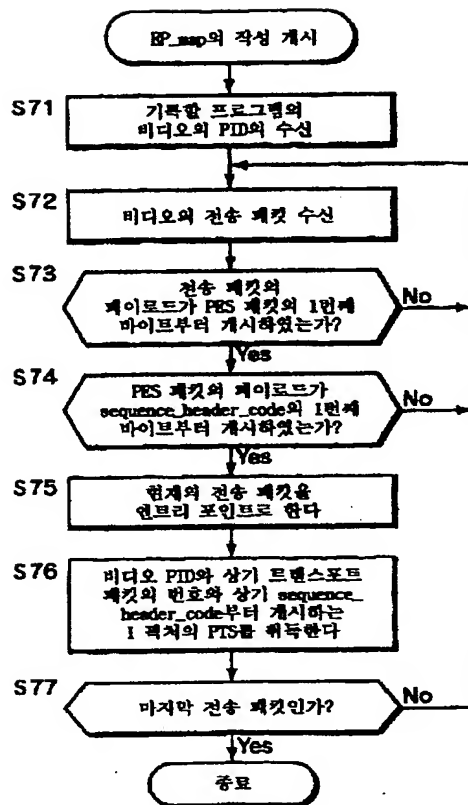 EP_map의 작성 개시
S71
기록할 프로그램의
비디오의 PID의 수신
S72
비디오의 전송 패킷 수신
S73
전송 패킷의
페이로드가 PES 패킷의 1번째
바이트부터 개시하였는가?
No
Yes
S74
PES 패킷의 페이로드가
sequence_header_code의 1번째
바이트부터 개시하였는가?
No
Yes
S75
현재의 전송 패킷을
엔트리 포인트로 한다
S76
비디오 PID와 상기 트랜스포트
패킷의 번호와 상기 sequence_
header_code부터 개시하는
I 픽처의 PTS를 취득한다
S77
마지막 전송 패킷인가?
No
Yes
종료